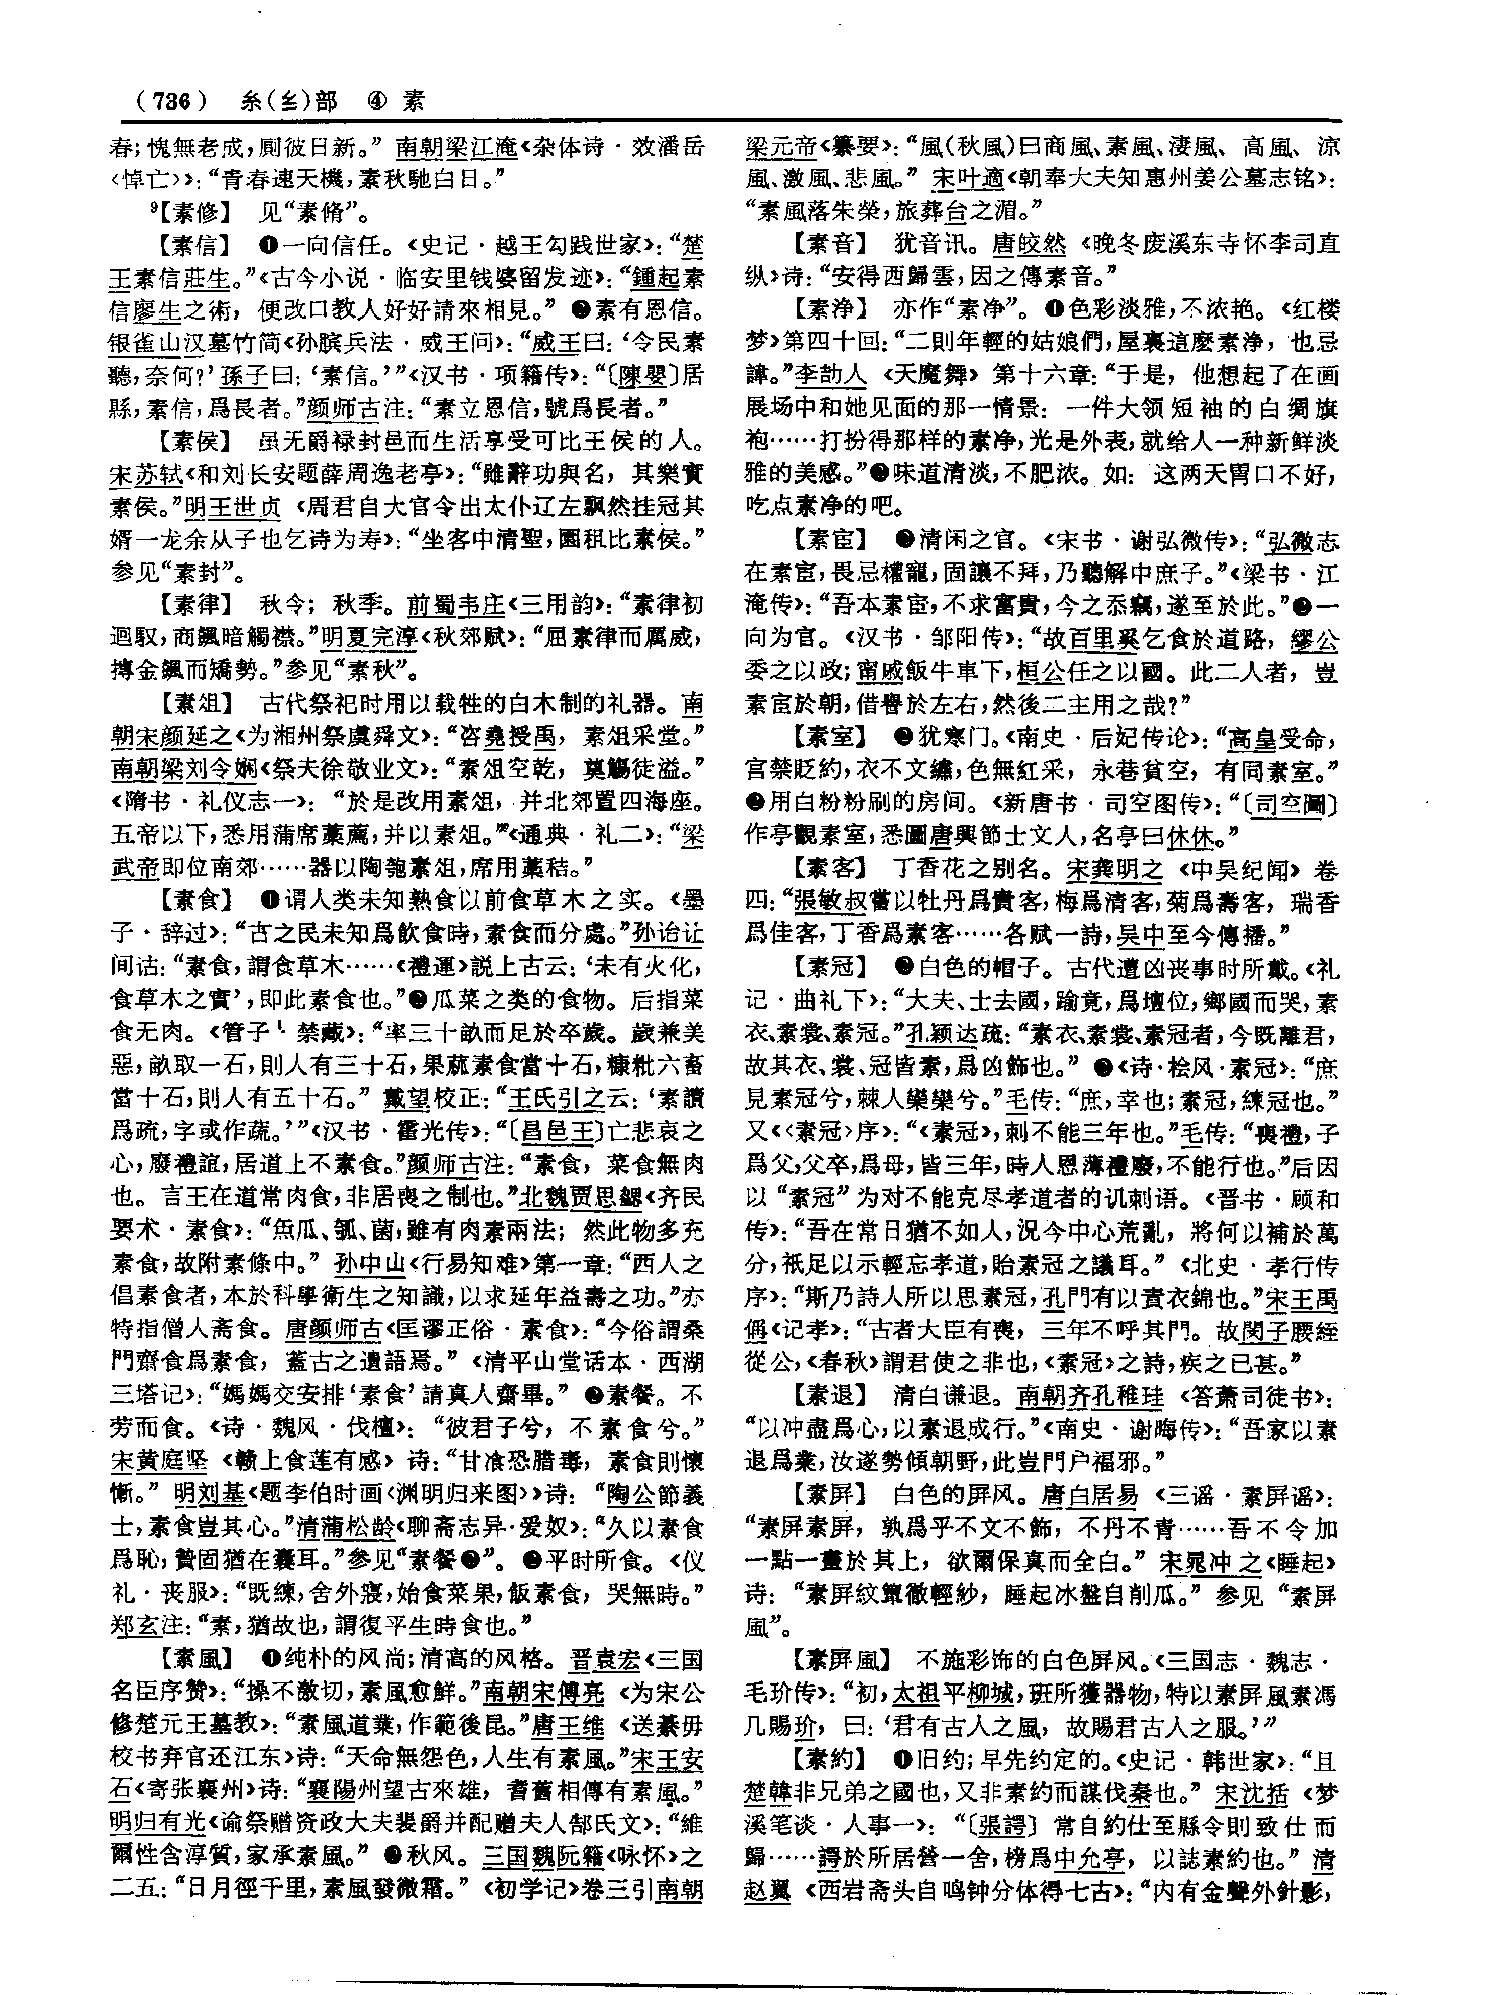 (736) 糸(纟)部 ④ 素
春；愧無老成，厠彼日新。”南朝梁江淹《杂体诗·效潘岳
〈悼亡〉》：“青春速天機，素秋馳白日。”
⁹【素修】 见“素脩”。
【素信】 ❶一向信任。《史记·越王勾践世家》：“楚
王素信莊生。”《古今小说·临安里钱婆留发迹》：“鍾起素
信廖生之術，便改口教人好好請來相見。” ❷素有恩信。
银雀山汉墓竹简《孙膑兵法·威王问》：“威王曰：‘令民素
聽，奈何？’孫子曰：‘素信。’”《汉书·项籍传》：“〔陳嬰〕居
縣，素信，爲長者。”颜师古注：“素立恩信，號爲長者。”
【素侯】 虽无爵禄封邑而生活享受可比王侯的人。
宋苏轼《和刘长安题薛周逸老亭》：“雖辭功與名，其樂實
素侯。”明王世贞《周君自大官令出太仆辽左飘然挂冠其
婿一龙余从子也乞诗为寿》：“坐客中清聖，園租比素侯。”
参见“素封”。
【素律】 秋令；秋季。前蜀韦庄《三用韵》：“素律初
迴馭，商飆暗觸襟。”明夏完淳《秋郊赋》：“屈素律而厲威，
摶金飆而矯勢。”参见“素秋”。
【素俎】 古代祭祀时用以载牲的白木制的礼器。南
朝宋颜延之《为湘州祭虞舜文》：“咨堯授禹，素俎采堂。”
南朝梁刘令娴《祭夫徐敬业文》：“素俎空乾，奠觴徒溢。”
《隋书·礼仪志一》：“於是改用素俎，并北郊置四海座。
五帝以下，悉用蒲席藁薦，并以素俎。”《通典·礼二》：“梁
武帝即位南郊……器以陶匏素俎，席用藁秸。”
【素食】 ❶谓人类未知熟食以前食草木之实。《墨
子·辞过》：“古之民未知爲飲食時，素食而分處。”孙诒让
间诂：“素食，謂食草木……《禮運》説上古云：‘未有火化，
食草木之實’，即此素食也。”❷瓜菜之类的食物。后指菜
食无肉。《管子·禁藏》：“率三十畝而足於卒歲。歲兼美
惡，畝取一石，則人有三十石，果蓏素食當十石，糠粃六畜
當十石，則人有五十石。”戴望校正：“王氏引之云：‘素讀
爲疏，字或作蔬。’”《汉书·霍光传》：“〔昌邑王〕亡悲哀之
心，廢禮誼，居道上不素食。”颜师古注：“素食，菜食無肉
也。言王在道常肉食，非居喪之制也。”北魏贾思勰《齐民
要术·素食》：“缹瓜、瓠、菌，雖有肉素兩法；然此物多充
素食，故附素條中。”孙中山《行易知难》第一章：“西人之
倡素食者，本於科學衛生之知識，以求延年益壽之功。”亦
特指僧人斋食。唐颜师古《匡谬正俗·素食》：“今俗謂桑
門齋食爲素食，蓋古之遺語焉。”《清平山堂话本·西湖
三塔记》：“媽媽交安排‘素食’請真人齋畢。” ❸素餐。不
劳而食。《诗·魏风·伐檀》：“彼君子兮，不素食兮。”
宋黄庭坚《赣上食莲有感》诗：“甘飡恐腊毒，素食則懷
慚。”明刘基《题李伯时画〈渊明归来图〉》诗：“陶公節義
士，素食豈其心。”清蒲松龄《聊斋志异·爱奴》：“久以素食
爲恥，贄固猶在囊耳。”参见“素餐❶”。 ❹平时所食。《仪
礼·丧服》：“既練，舍外寢，始食菜果，飯素食，哭無時。”
郑玄注：“素，猶故也，謂復平生時食也。”
【素風】 ❶纯朴的风尚；清高的风格。晋袁宏《三国
名臣序赞》：“操不激切，素風愈鮮。”南朝宋傅亮《为宋公
修楚元王墓教》：“素風道業，作範後昆。”唐王维《送綦毋
校书弃官还江东》诗：“天命無怨色，人生有素風。”宋王安
石《寄张襄州》诗：“襄陽州望古來雄，耆舊相傳有素風。”
明归有光《谕祭赠资政大夫裴爵并配赠夫人郜氏文》：“維
爾性含淳質，家承素風。” ❷秋风。三国魏阮籍《咏怀》之
二五：“日月徑千里，素風發微霜。”《初学记》卷三引南朝
梁元帝《纂要》：“風（秋風）曰商風、素風、淒風、高風、涼
風、激風、悲風。”宋叶適《朝奉大夫知惠州姜公墓志铭》：
“素風落朱榮，旅葬台之湄。”
【素音】 犹音讯。唐皎然《晚冬废溪东寺怀李司直
纵》诗：“安得西歸雲，因之傳素音。”
【素净】 亦作“素净”。❶色彩淡雅，不浓艳。《红楼
梦》第四十回：“二則年輕的姑娘們，屋裏這麽素净，也忌
諱。”李劼人《天魔舞》第十六章：“于是，他想起了在画
展场中和她见面的那一情景：一件大领短袖的白绸旗
袍……打扮得那样的素净，光是外表，就给人一种新鲜淡
雅的美感。”❷味道清淡，不肥浓。如：这两天胃口不好，
吃点素净的吧。
【素宦】 ❶清闲之官。《宋书·谢弘微传》：“弘微志
在素宦，畏忌權寵，固讓不拜，乃聽解中庶子。”《梁书·江
淹传》：“吾本素宦，不求富貴，今之忝竊，遂至於此。”❷一
向为官。《汉书·邹阳传》：“故百里奚乞食於道路，繆公
委之以政；甯戚飯牛車下，桓公任之以國。此二人者，豈
素宦於朝，借譽於左右，然後二主用之哉？”
【素室】 ❶犹寒门。《南史·后妃传论》：“高皇受命，
宫禁貶約，衣不文繡，色無紅采，永巷貧空，有同素室。”
❷用白粉粉刷的房间。《新唐书·司空图传》：“〔司空圖〕
作亭觀素室，悉圖唐興節士文人，名亭曰休休。”
【素客】 丁香花之别名。宋龚明之《中吴纪闻》卷
四：“張敏叔嘗以牡丹爲貴客，梅爲清客，菊爲壽客，瑞香
爲佳客，丁香爲素客……各賦一詩，吴中至今傳播。”
【素冠】 ❶白色的帽子。古代遭凶丧事时所戴。《礼
记·曲礼下》：“大夫、士去國，踰竟，爲壇位，鄉國而哭，素
衣、素裳、素冠。”孔颖达疏：“素衣、素裳、素冠者，今既離君，
故其衣、裳、冠皆素，爲凶飾也。” ❷《诗·桧风·素冠》：“庶
見素冠兮，棘人欒欒兮。”毛传：“庶，幸也；素冠，練冠也。”
又《〈素冠〉序》：“《素冠》，刺不能三年也。”毛传：“喪禮，子
爲父，父卒，爲母，皆三年，時人恩薄禮廢，不能行也。”后因
以“素冠”为对不能克尽孝道者的讥刺语。《晋书·顾和
传》：“吾在常日猶不如人，況今中心荒亂，將何以補於萬
分，祇足以示輕忘孝道，貽素冠之議耳。”《北史·孝行传
序》：“斯乃詩人所以思素冠，孔門有以責衣錦也。”宋王禹
偁《记孝》：“古者大臣有喪，三年不呼其門。故閔子腰絰
從公，《春秋》謂君使之非也，《素冠》之詩，疾之已甚。”
【素退】 清白谦退。南朝齐孔稚珪《答萧司徒书》：
“以冲盡爲心，以素退成行。”《南史·谢晦传》：“吾家以素
退爲業，汝遂勢傾朝野，此豈門户福邪。”
【素屏】 白色的屏风。唐白居易《三谣·素屏谣》：
“素屏素屏，孰爲乎不文不飾，不丹不青……吾不令加
一點一畫於其上，欲爾保真而全白。”宋晁冲之《睡起》
诗：“素屏紋簟徹輕紗，睡起冰盤自削瓜。”参见“素屏
風”。
【素屏風】 不施彩饰的白色屏风。《三国志·魏志·
毛玠传》：“初，太祖平柳城，班所獲器物，特以素屏風素馮
几賜玠，曰：‘君有古人之風，故賜君古人之服。’”
【素約】 ❶旧约；早先约定的。《史记·韩世家》：“且
楚韓非兄弟之國也，又非素約而謀伐秦也。”宋沈括《梦
溪笔谈·人事一》：“〔張諤〕常自約仕至縣令則致仕而
歸……諤於所居營一舍，榜爲中允亭，以誌素約也。”清
赵翼《西岩斋头自鸣钟分体得七古》：“内有金聲外針影，